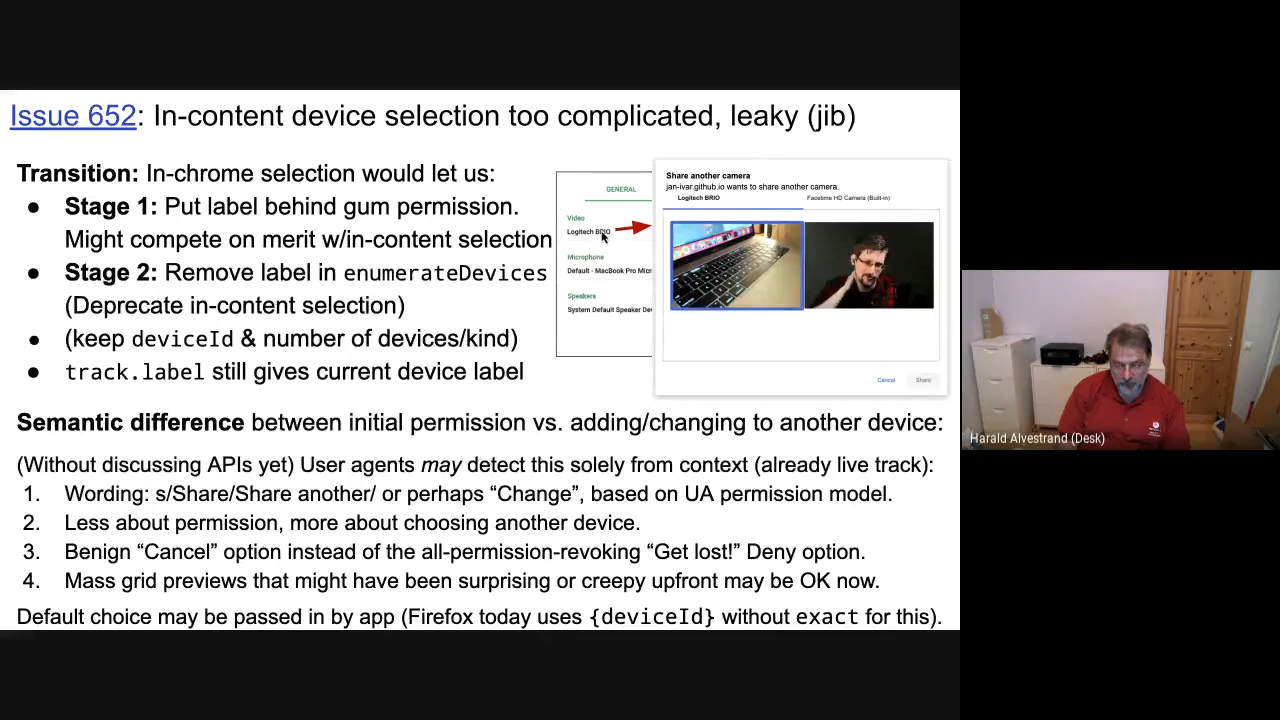 Issue 652: In-content device selection too complicated, leaky (jib)
Transition: In-chrome selection would let us:
● Stage 1: Put label behind gum permission.
Might compete on merit w/in-content selection
● Stage 2: Remove label in enumerateDevices
(Deprecate in-content selection)
● (keep deviceId & number of devices/kind)
● track.label still gives current device label
GENERAL
Video
Logitech BRIO
Microphone
Default - MacBook Pro Micr
Speakers
System Default Speaker Dev
Share another camera
jan-ivar.github.io wants to share another camera.
Logitech BRIO
Facetime HD Camera (Built-in)
Cancel
Share
Semantic difference between initial permission vs. adding/changing to another device:
(Without discussing APIs yet) User agents may detect this solely from context (already live track):
1. Wording: s/Share/Share another/ or perhaps “Change”, based on UA permission model.
2. Less about permission, more about choosing another device.
3. Benign “Cancel” option instead of the all-permission-revoking “Get lost!” Deny option.
4. Mass grid previews that might have been surprising or creepy upfront may be OK now.
Default choice may be passed in by app (Firefox today uses {deviceId} without exact for this).
Harald Alvestrand (Desk)